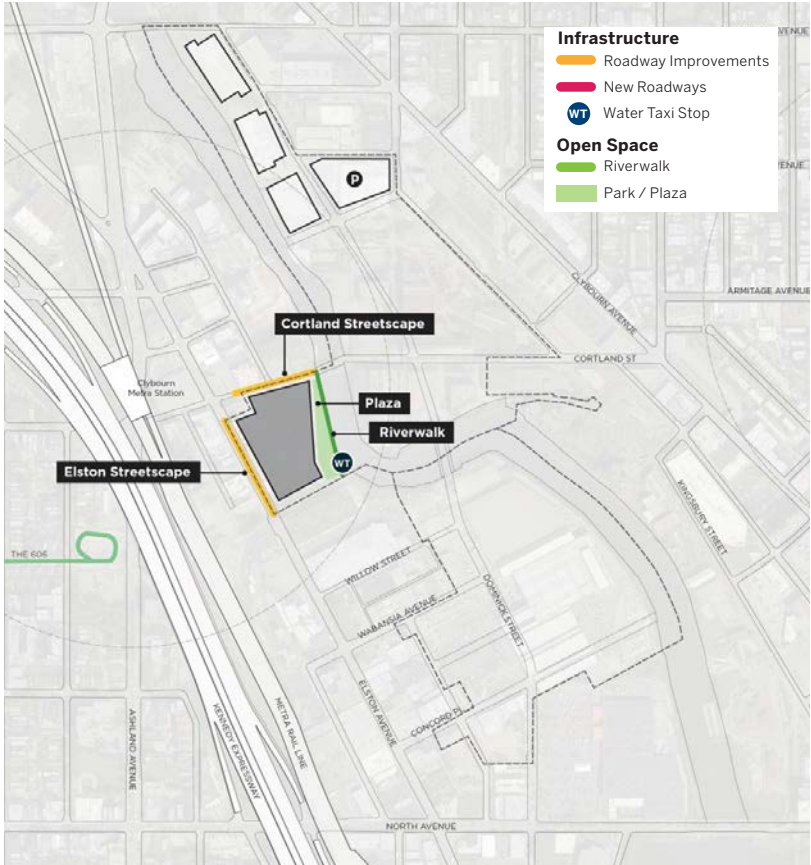 Infrastructure
Roadway Improvements
New Roadways
WT Water Taxi Stop
Open Space
Riverwalk
Park / Plaza
AVENUE
P
CLYBOURN AVENUE
ARMITAGE AVENUE
Cortland Streetscape
CORTLAND ST
Clybourn
Metra Station
Plaza
Riverwalk
WT
Elston Streetscape
KINGSBURY STREET
THE 606
WILLOW STREET
WABANSIA AVENUE
DOMINICK STREET
ELSTON AVENUE
CONCORD PL
METRA RAIL LINE
KENNEDY EXPRESSWAY
ASHLAND AVENUE
NORTH AVENUE